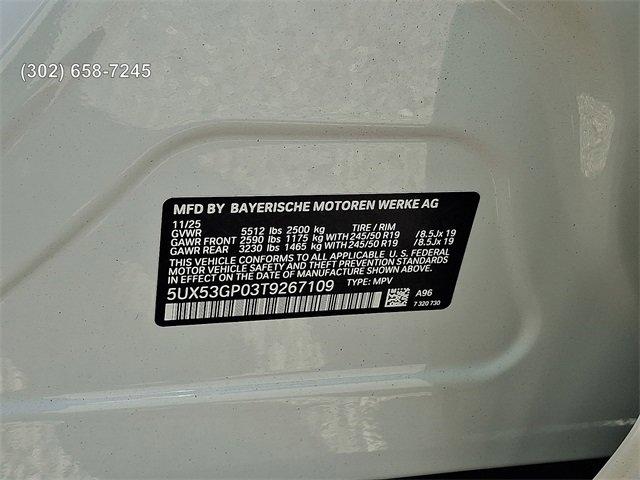 (302) 658-7245
MFD BY BAYERISCHE MOTOREN WERKE AG
11/25
GVWR 5512 lbs 2500 kg TIRE / RIM
GAWR FRONT 2590 lbs 1175 kg WITH 245/50 R19 /8.5Jx 19
GAWR REAR 3230 lbs 1465 kg WITH 245/50 R19 /8.5Jx 19
THIS VEHICLE CONFORMS TO ALL APPLICABLE U. S. FEDERAL
MOTOR VEHICLE SAFETY, BUMPER, AND THEFT PREVENTION STANDARDS
IN EFFECT ON THE DATE OF MANUFACTURE SHOWN ABOVE.
5UX53GP03T9267109 TYPE: MPV
A96
7 320 730